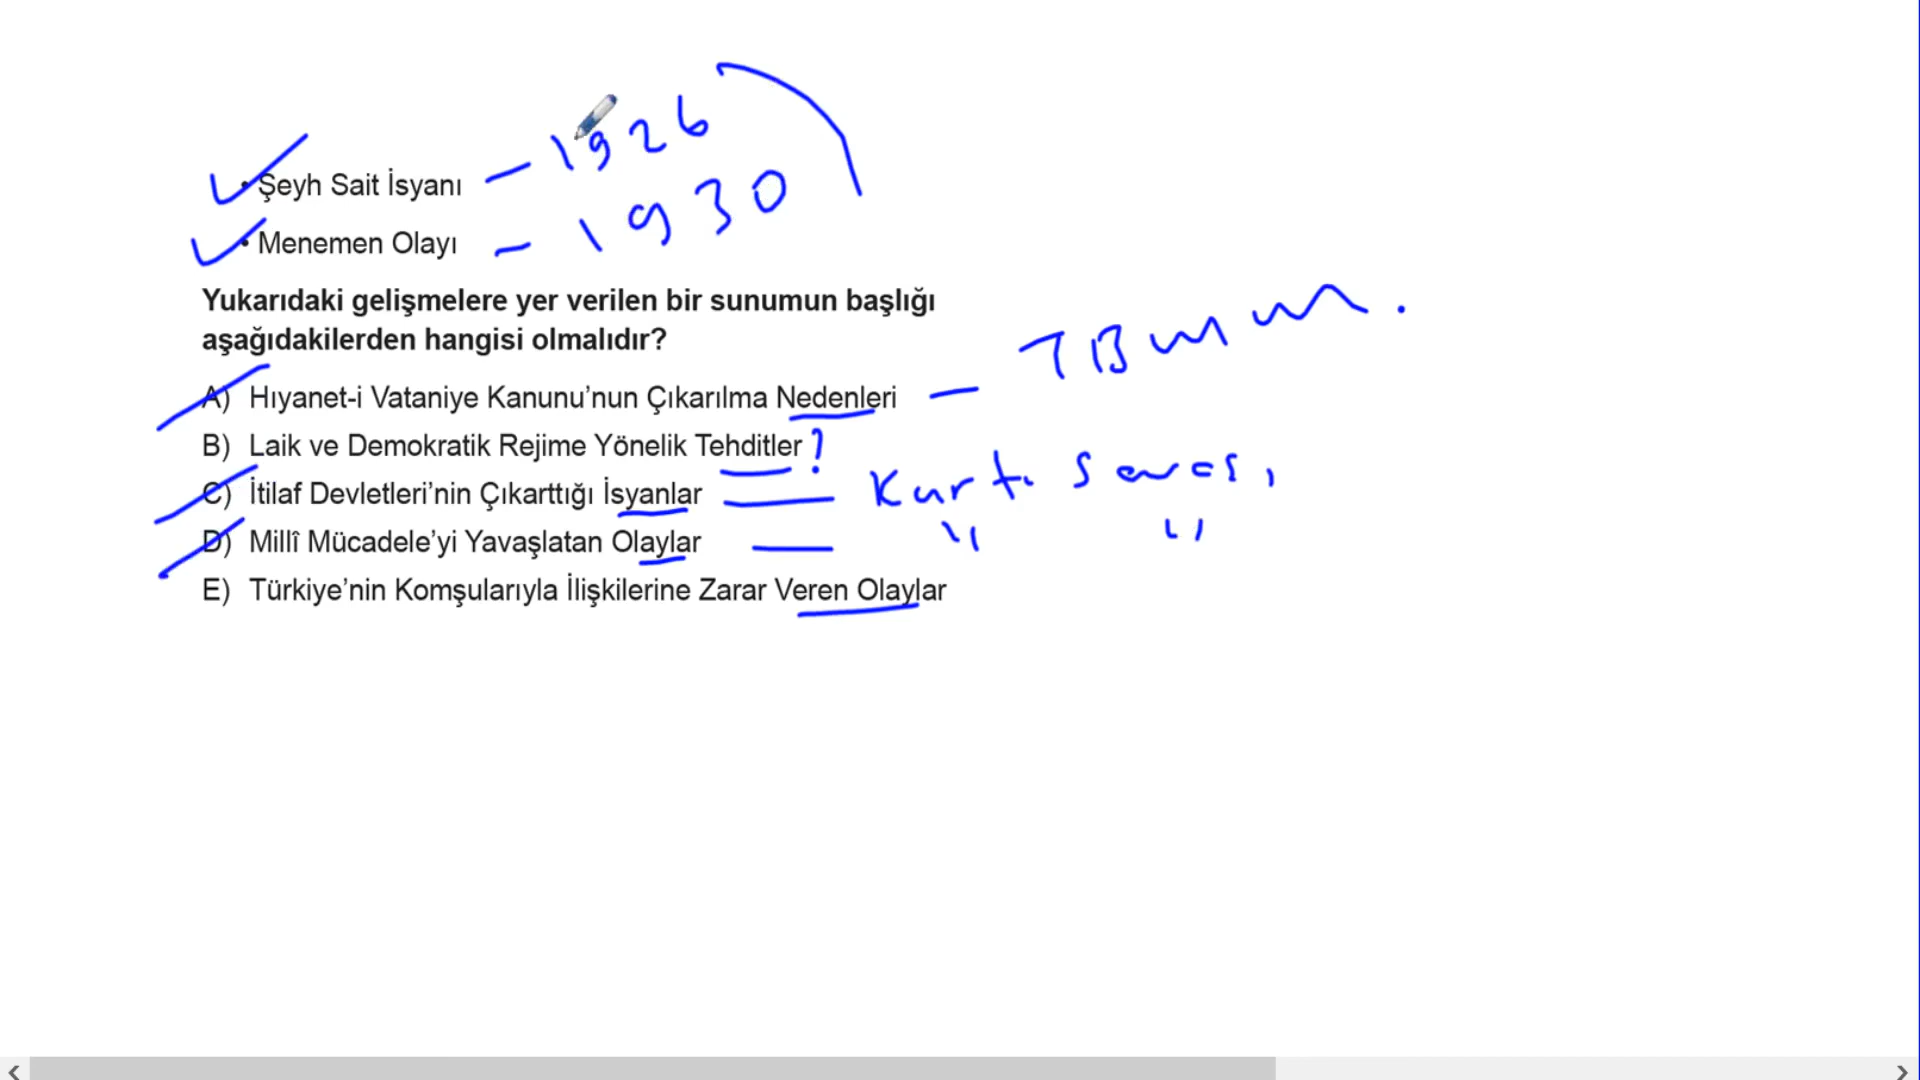 • Şeyh Sait İsyanı – 1926
• Menemen Olayı – 1930
Yukarıdaki gelişmelere yer verilen bir sunumun başlığı
aşağıdakilerden hangisi olmalıdır?
A) Hıyanet-i Vataniye Kanunu’nun Çıkarılma Nedenleri – TBMM.
B) Laik ve Demokratik Rejime Yönelik Tehditler ?
C) İtilaf Devletleri’nin Çıkarttığı İsyanlar — Kurt. Savaşı
D) Millî Mücadele’yi Yavaşlatan Olaylar — " "
E) Türkiye’nin Komşularıyla İlişkilerine Zarar Veren Olaylar